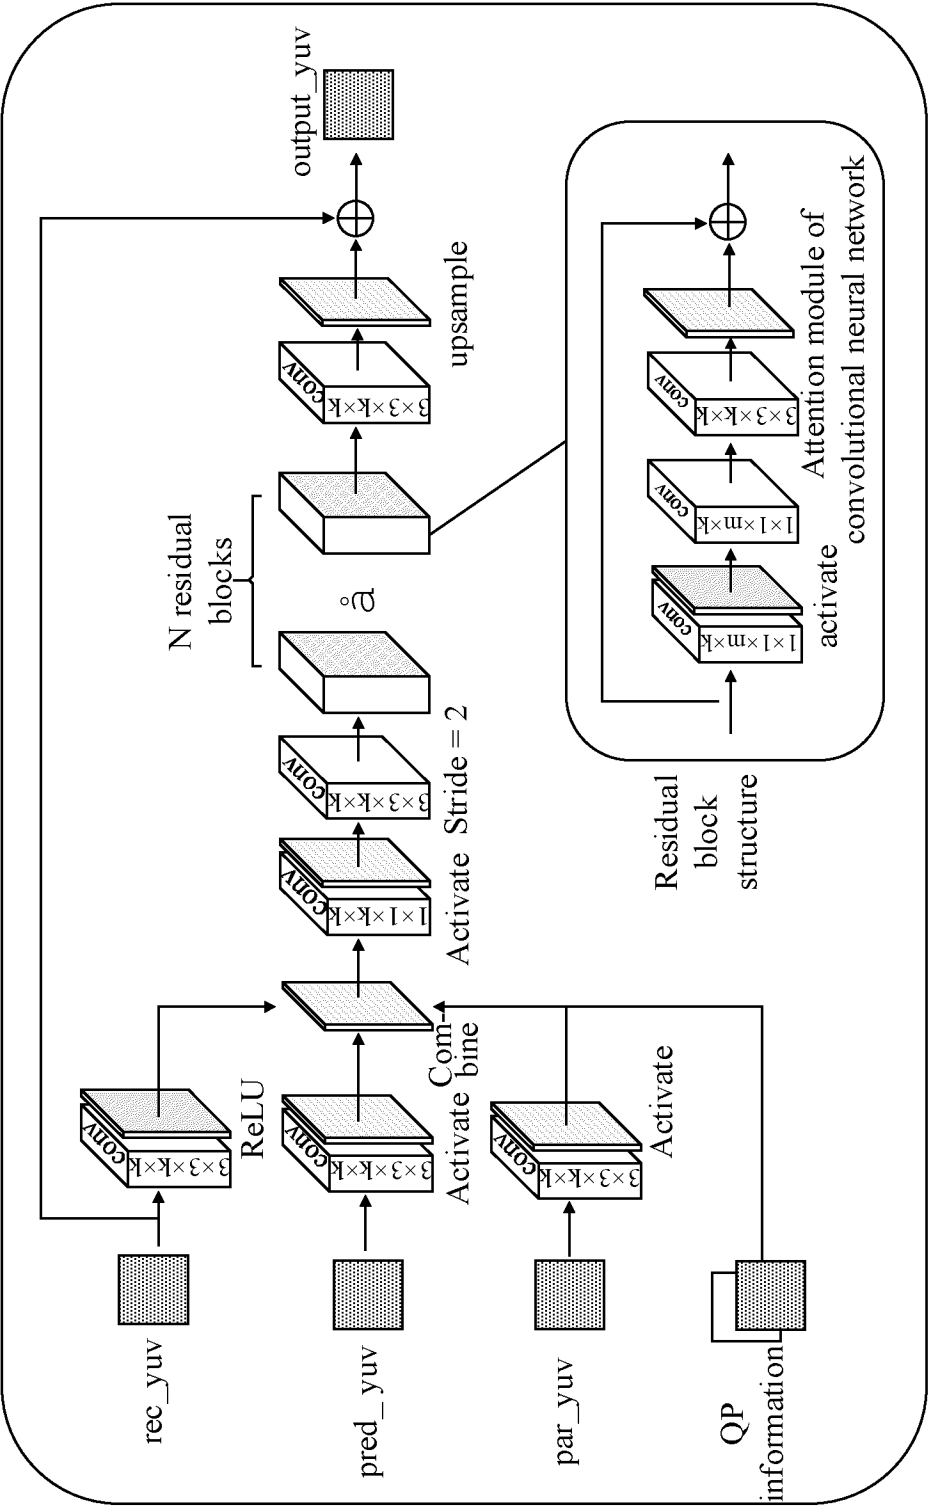 rec_yuv
conv
3×3×k×k
ReLU
pred_yuv
conv
3×3×k×k
Activate
par_yuv
conv
3×3×k×k
Activate
QP
information
Com-
bine
conv
1×1×k×k
Activate
conv
3×3×k×k
Stride = 2
N residual
blocks
å
conv
3×3×k×k
upsample
output_yuv
Residual
block
structure
conv
1×1×m×k
activate
conv
1×1×m×k
conv
3×3×k×k
Attention module of
convolutional neural network